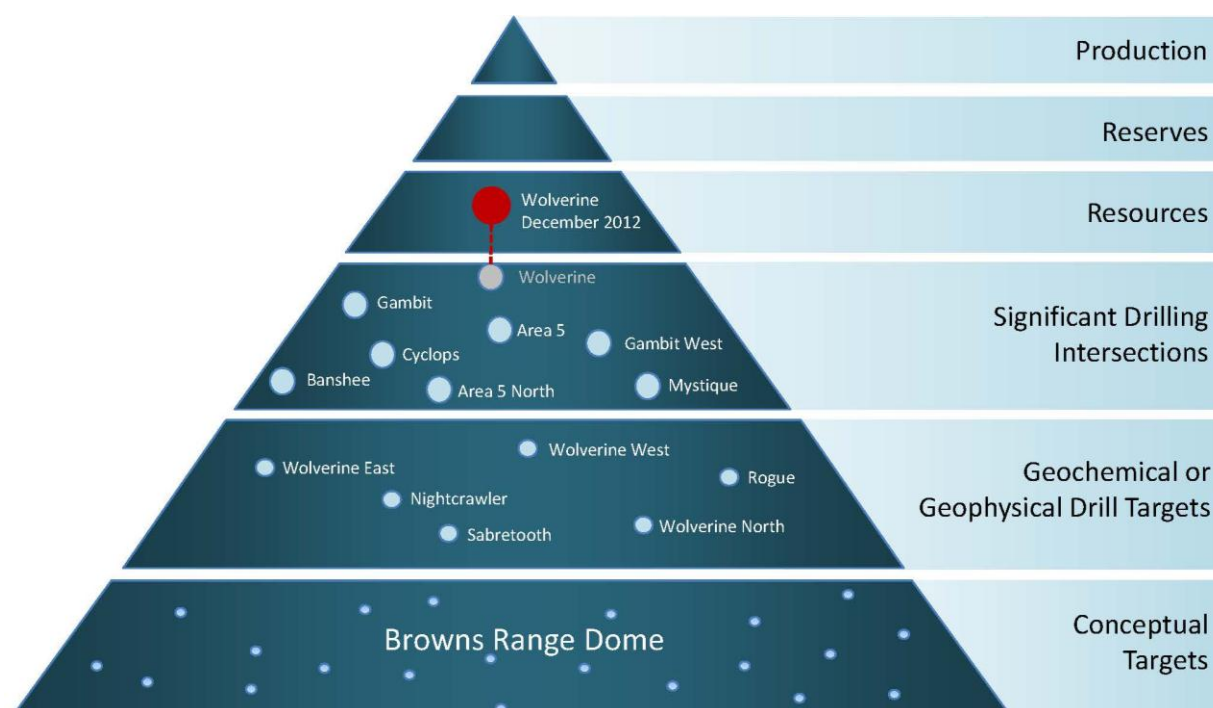 Production
Reserves
Wolverine
December 2012
Resources
Wolverine
Gambit
Area 5
Gambit West
Cyclops
Banshee
Area 5 North
Mystique
Significant Drilling
Intersections
Wolverine West
Wolverine East
Rogue
Nightcrawler
Wolverine North
Sabretooth
Geochemical or
Geophysical Drill Targets
Browns Range Dome
Conceptual
Targets